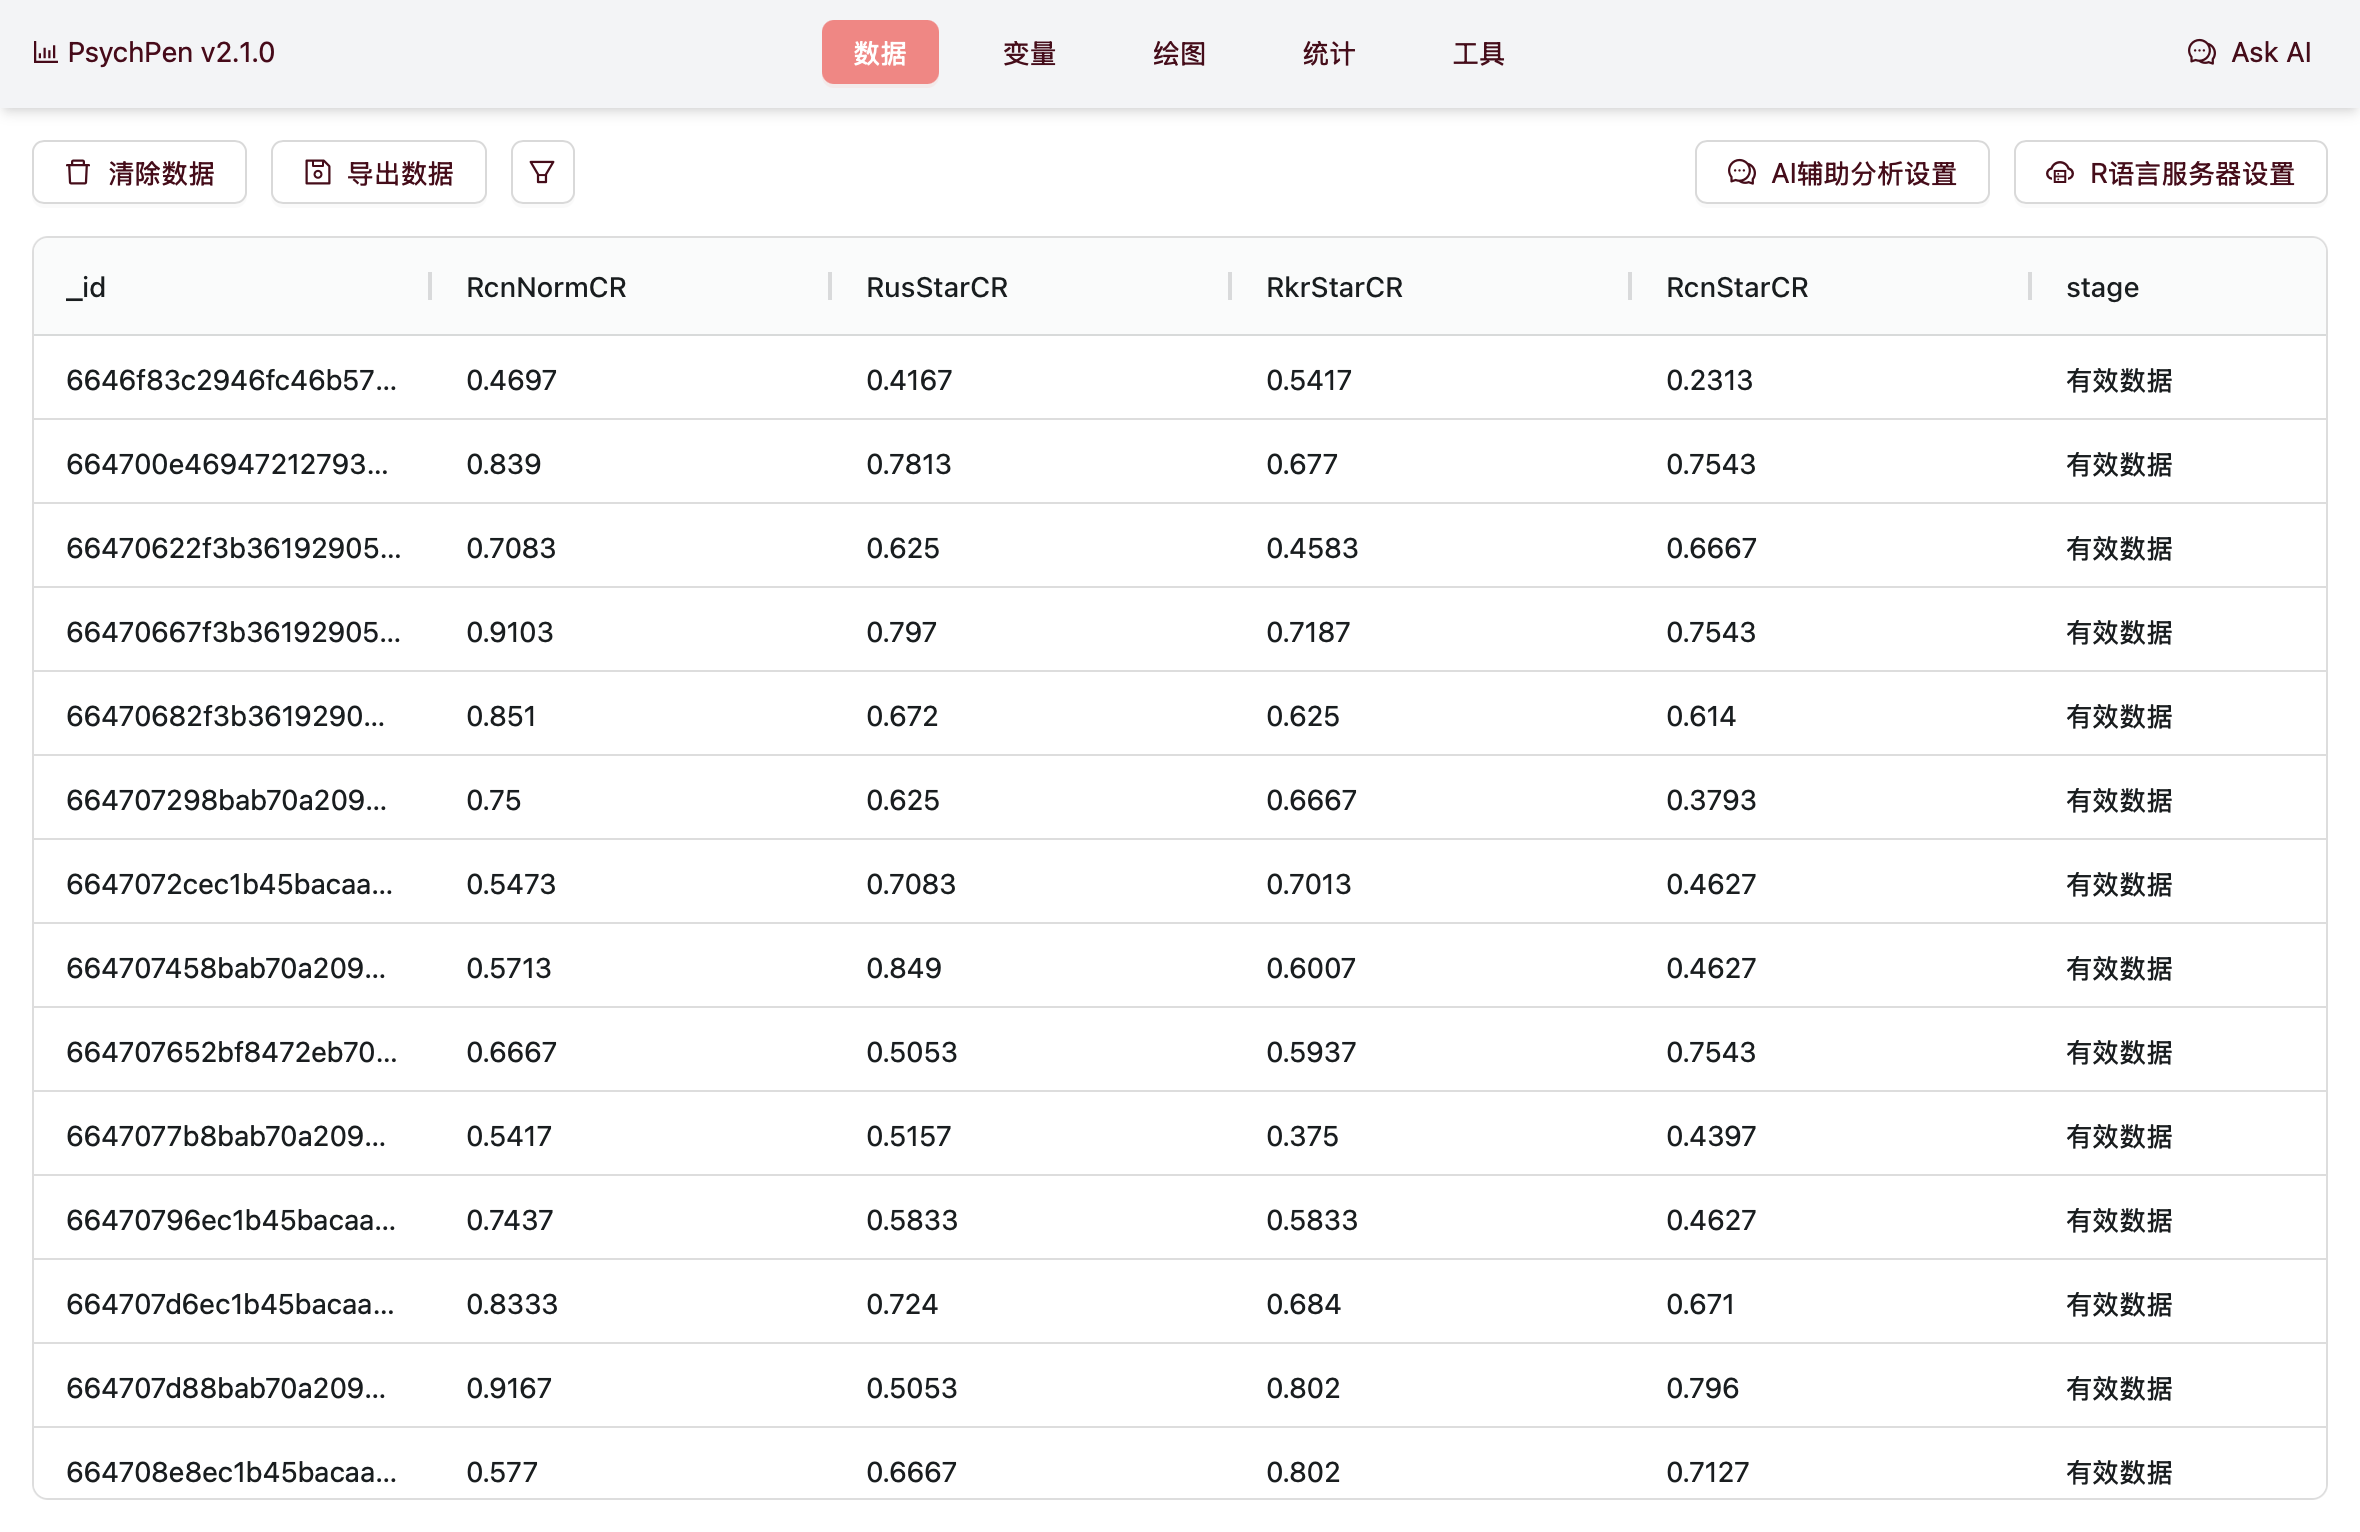 PsychPen v2.1.0 数据 变量 绘图 统计 工具 Ask AI
清除数据 导出数据 AI辅助分析设置 R语言服务器设置
_id RcnNormCR RusStarCR RkrStarCR RcnStarCR stage
6646f83c2946fc46b57... 0.4697 0.4167 0.5417 0.2313 有效数据
664700e46947212793... 0.839 0.7813 0.677 0.7543 有效数据
66470622f3b36192905... 0.7083 0.625 0.4583 0.6667 有效数据
66470667f3b36192905... 0.9103 0.797 0.7187 0.7543 有效数据
66470682f3b3619290... 0.851 0.672 0.625 0.614 有效数据
664707298bab70a209... 0.75 0.625 0.6667 0.3793 有效数据
6647072cec1b45bacaa... 0.5473 0.7083 0.7013 0.4627 有效数据
664707458bab70a209... 0.5713 0.849 0.6007 0.4627 有效数据
664707652bf8472eb70... 0.6667 0.5053 0.5937 0.7543 有效数据
6647077b8bab70a209... 0.5417 0.5157 0.375 0.4397 有效数据
66470796ec1b45bacaa... 0.7437 0.5833 0.5833 0.4627 有效数据
664707d6ec1b45bacaa... 0.8333 0.724 0.684 0.671 有效数据
664707d88bab70a209... 0.9167 0.5053 0.802 0.796 有效数据
664708e8ec1b45bacaa... 0.577 0.6667 0.802 0.7127 有效数据